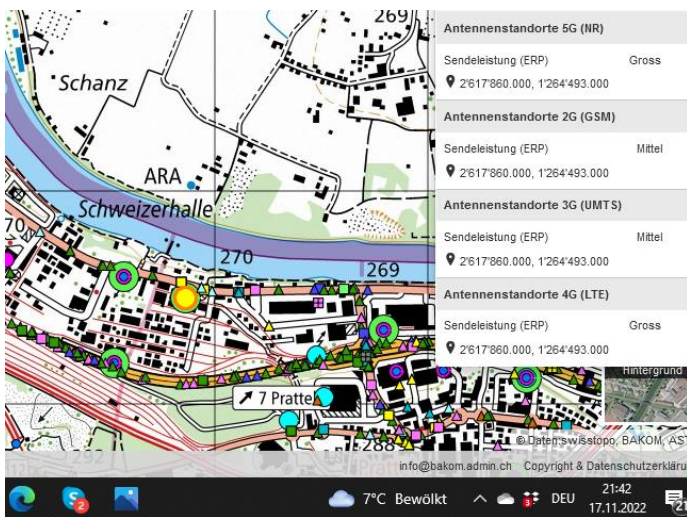 269
Schanz
ARA
Schweizerhalle
70
270
269
7 Pratte
288
Antennenstandorte 5G (NR)
Sendeleistung (ERP) Gross
2'617'860.000, 1'264'493.000
Antennenstandorte 2G (GSM)
Sendeleistung (ERP) Mittel
2'617'860.000, 1'264'493.000
Antennenstandorte 3G (UMTS)
Sendeleistung (ERP) Mittel
2'617'860.000, 1'264'493.000
Antennenstandorte 4G (LTE)
Sendeleistung (ERP) Gross
2'617'860.000, 1'264'493.000
Hintergrund
© Daten:swisstopo, BAKOM, AST
info@bakom.admin.ch Copyright & Datenschutzerkläru
2
7°C Bewölkt
3
DEU
21:42
17.11.2022
21